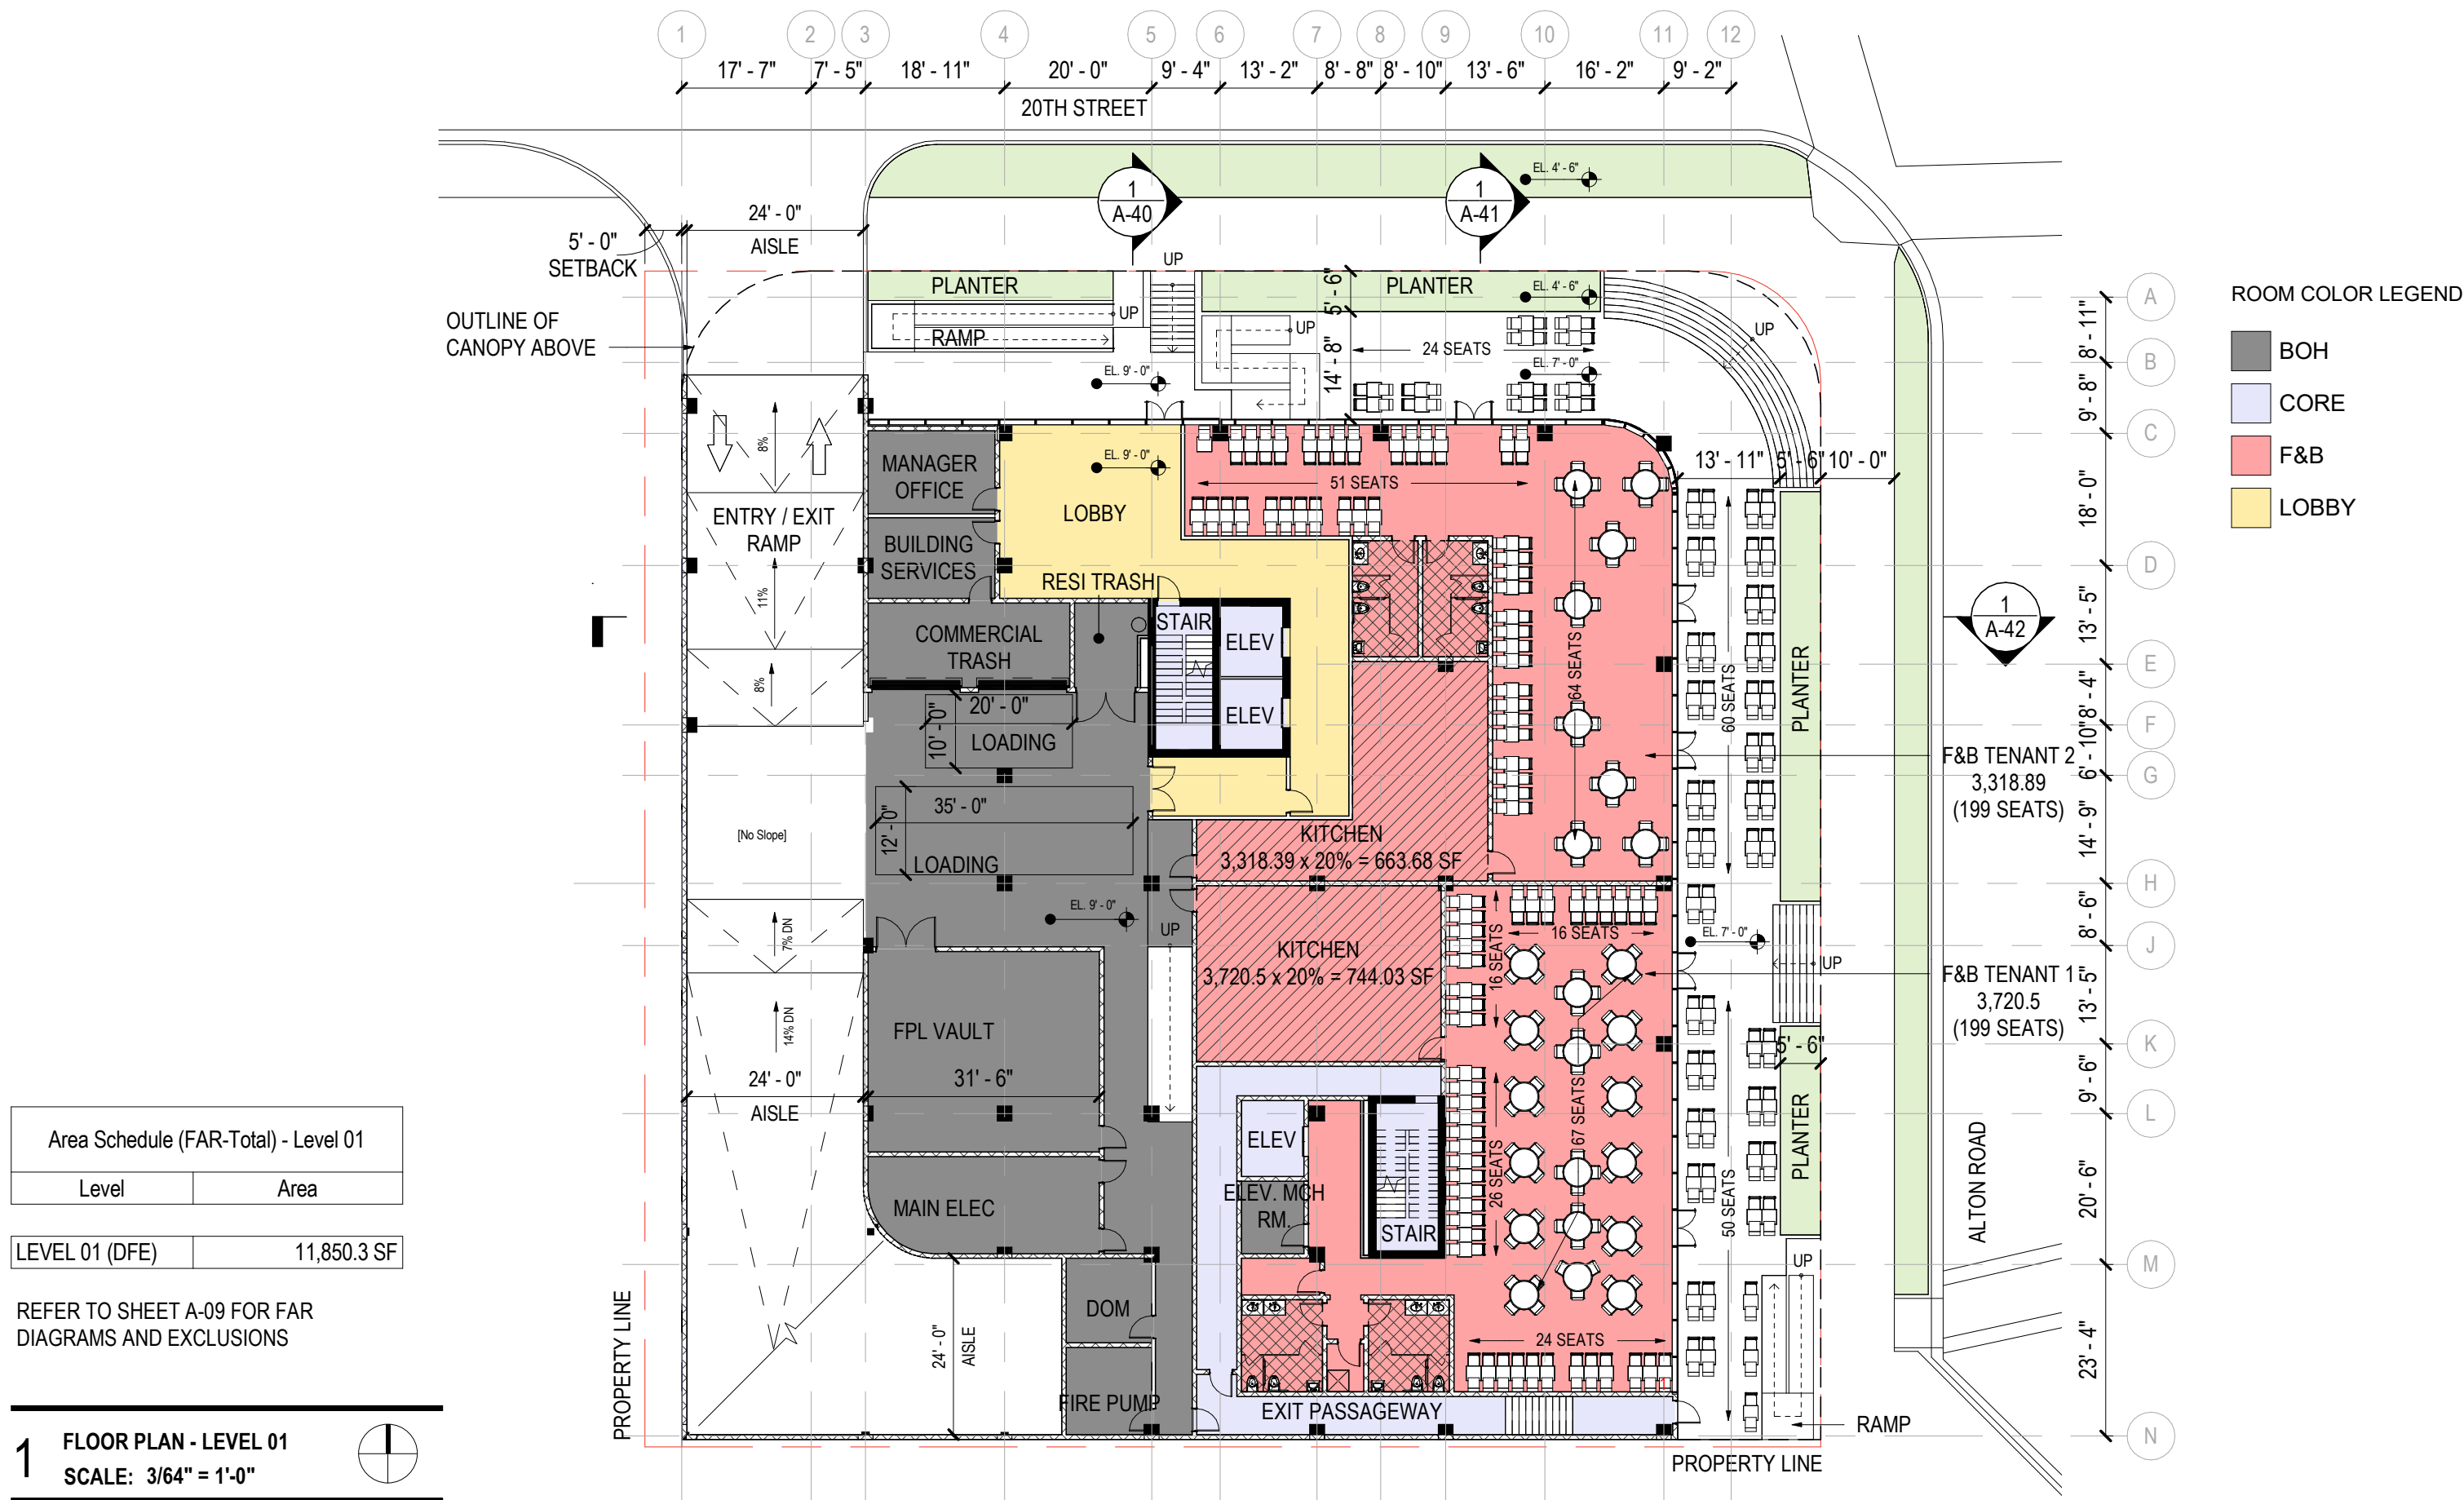 1 2 3 4 5 6 7 8 9 10 11 12
17' - 7" 7' - 5" 18' - 11" 20' - 0" 9' - 4" 13' - 2" 8' - 8" 8' - 10" 13' - 6" 16' - 2" 9' - 2"
20TH STREET
EL. 4' - 6"
1
A-40
1
A-41
24' - 0"
AISLE
5' - 0"
SETBACK
UP
PLANTER
5' - 6"
PLANTER
EL. 4' - 6"
ROOM COLOR LEGEND
BOH
CORE
F&B
LOBBY
A
B
C
D
E
F
G
H
J
K
L
M
N
8' - 11"
9' - 8"
18' - 0"
13' - 5"
8' - 4"
6' - 10"
14' - 9"
8' - 6"
13' - 5"
9' - 6"
20' - 6"
23' - 4"
OUTLINE OF
CANOPY ABOVE
UP
RAMP
UP
UP
14' - 8"
24 SEATS
EL. 7' - 0"
EL. 9' - 0"
8%
MANAGER
OFFICE
EL. 9' - 0"
LOBBY
51 SEATS
13' - 11" 5' - 6" 10' - 0"
ENTRY / EXIT
RAMP
BUILDING
SERVICES
RESI TRASH
11%
COMMERCIAL
TRASH
STAIR
ELEV
ELEV
64 SEATS
60 SEATS
PLANTER
1
A-42
8%
20' - 0"
10' - 0"
LOADING
F&B TENANT 2
3,318.89
(199 SEATS)
35' - 0"
12' - 0"
LOADING
[No Slope]
KITCHEN
3,318.39 x 20% = 663.68 SF
EL. 9' - 0"
UP
7% DN
KITCHEN
3,720.5 x 20% = 744.03 SF
16 SEATS
16 SEATS
EL. 7' - 0"
UP
F&B TENANT 1
3,720.5
(199 SEATS)
14% DN
FPL VAULT
24' - 0"
AISLE
31' - 6"
5' - 6"
67 SEATS
26 SEATS
50 SEATS
PLANTER
ALTON ROAD
ELEV
ELEV. MCH
RM.
STAIR
MAIN ELEC
UP
DOM
24' - 0"
AISLE
24 SEATS
FIRE PUMP
EXIT PASSAGEWAY
RAMP
PROPERTY LINE
PROPERTY LINE
Area Schedule (FAR-Total) - Level 01
Level Area
LEVEL 01 (DFE) 11,850.3 SF
REFER TO SHEET A-09 FOR FAR
DIAGRAMS AND EXCLUSIONS
1 FLOOR PLAN - LEVEL 01
SCALE: 3/64" = 1'-0"